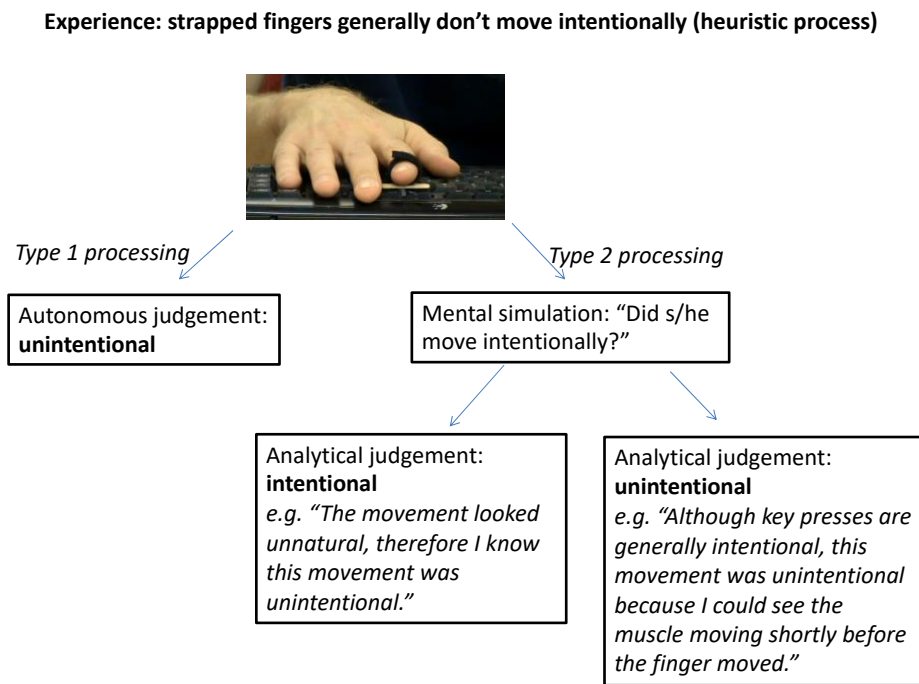 Experience: strapped fingers generally don’t move intentionally (heuristic process)
Type 1 processing
Type 2 processing
Autonomous judgement:
unintentional
Mental simulation: “Did s/he
move intentionally?”
Analytical judgement:
intentional
e.g. “The movement looked
unnatural, therefore I know
this movement was
unintentional.”
Analytical judgement:
unintentional
e.g. “Although key presses are
generally intentional, this
movement was unintentional
because I could see the
muscle moving shortly before
the finger moved.”